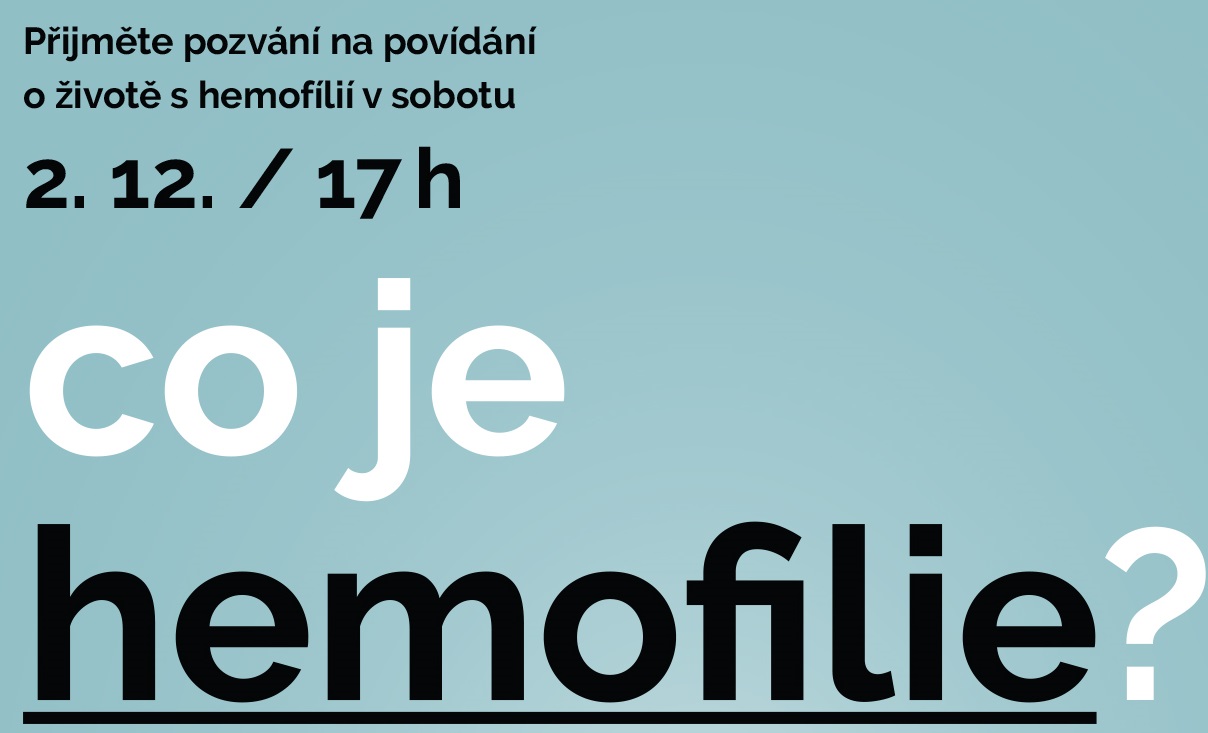 Přijměte pozvání na povídání
o životě s hemofílií v sobotu
2. 12. / 17 h
co je
hemofilie?